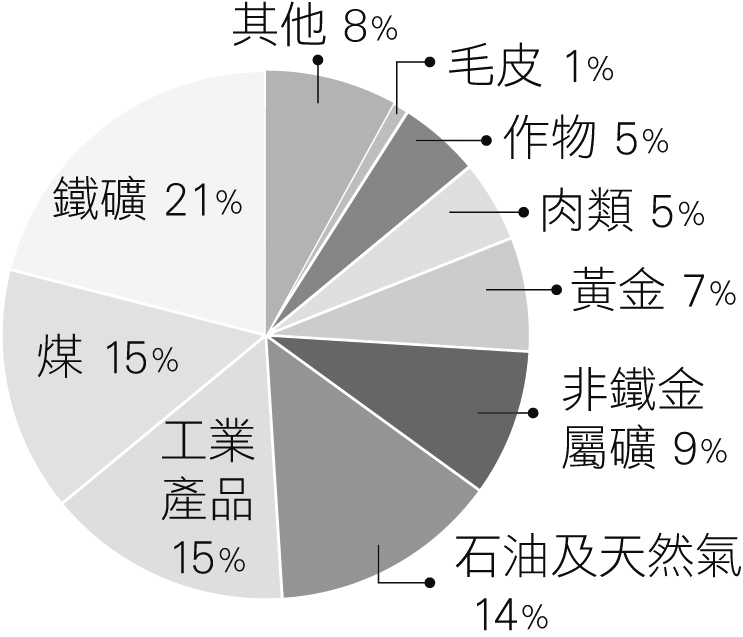 其他 8%
毛皮 1%
作物 5%
肉類 5%
黃金 7%
非鐵金
屬礦 9%
石油及天然氣
14%
工業
產品
15%
煤 15%
鐵礦 21%